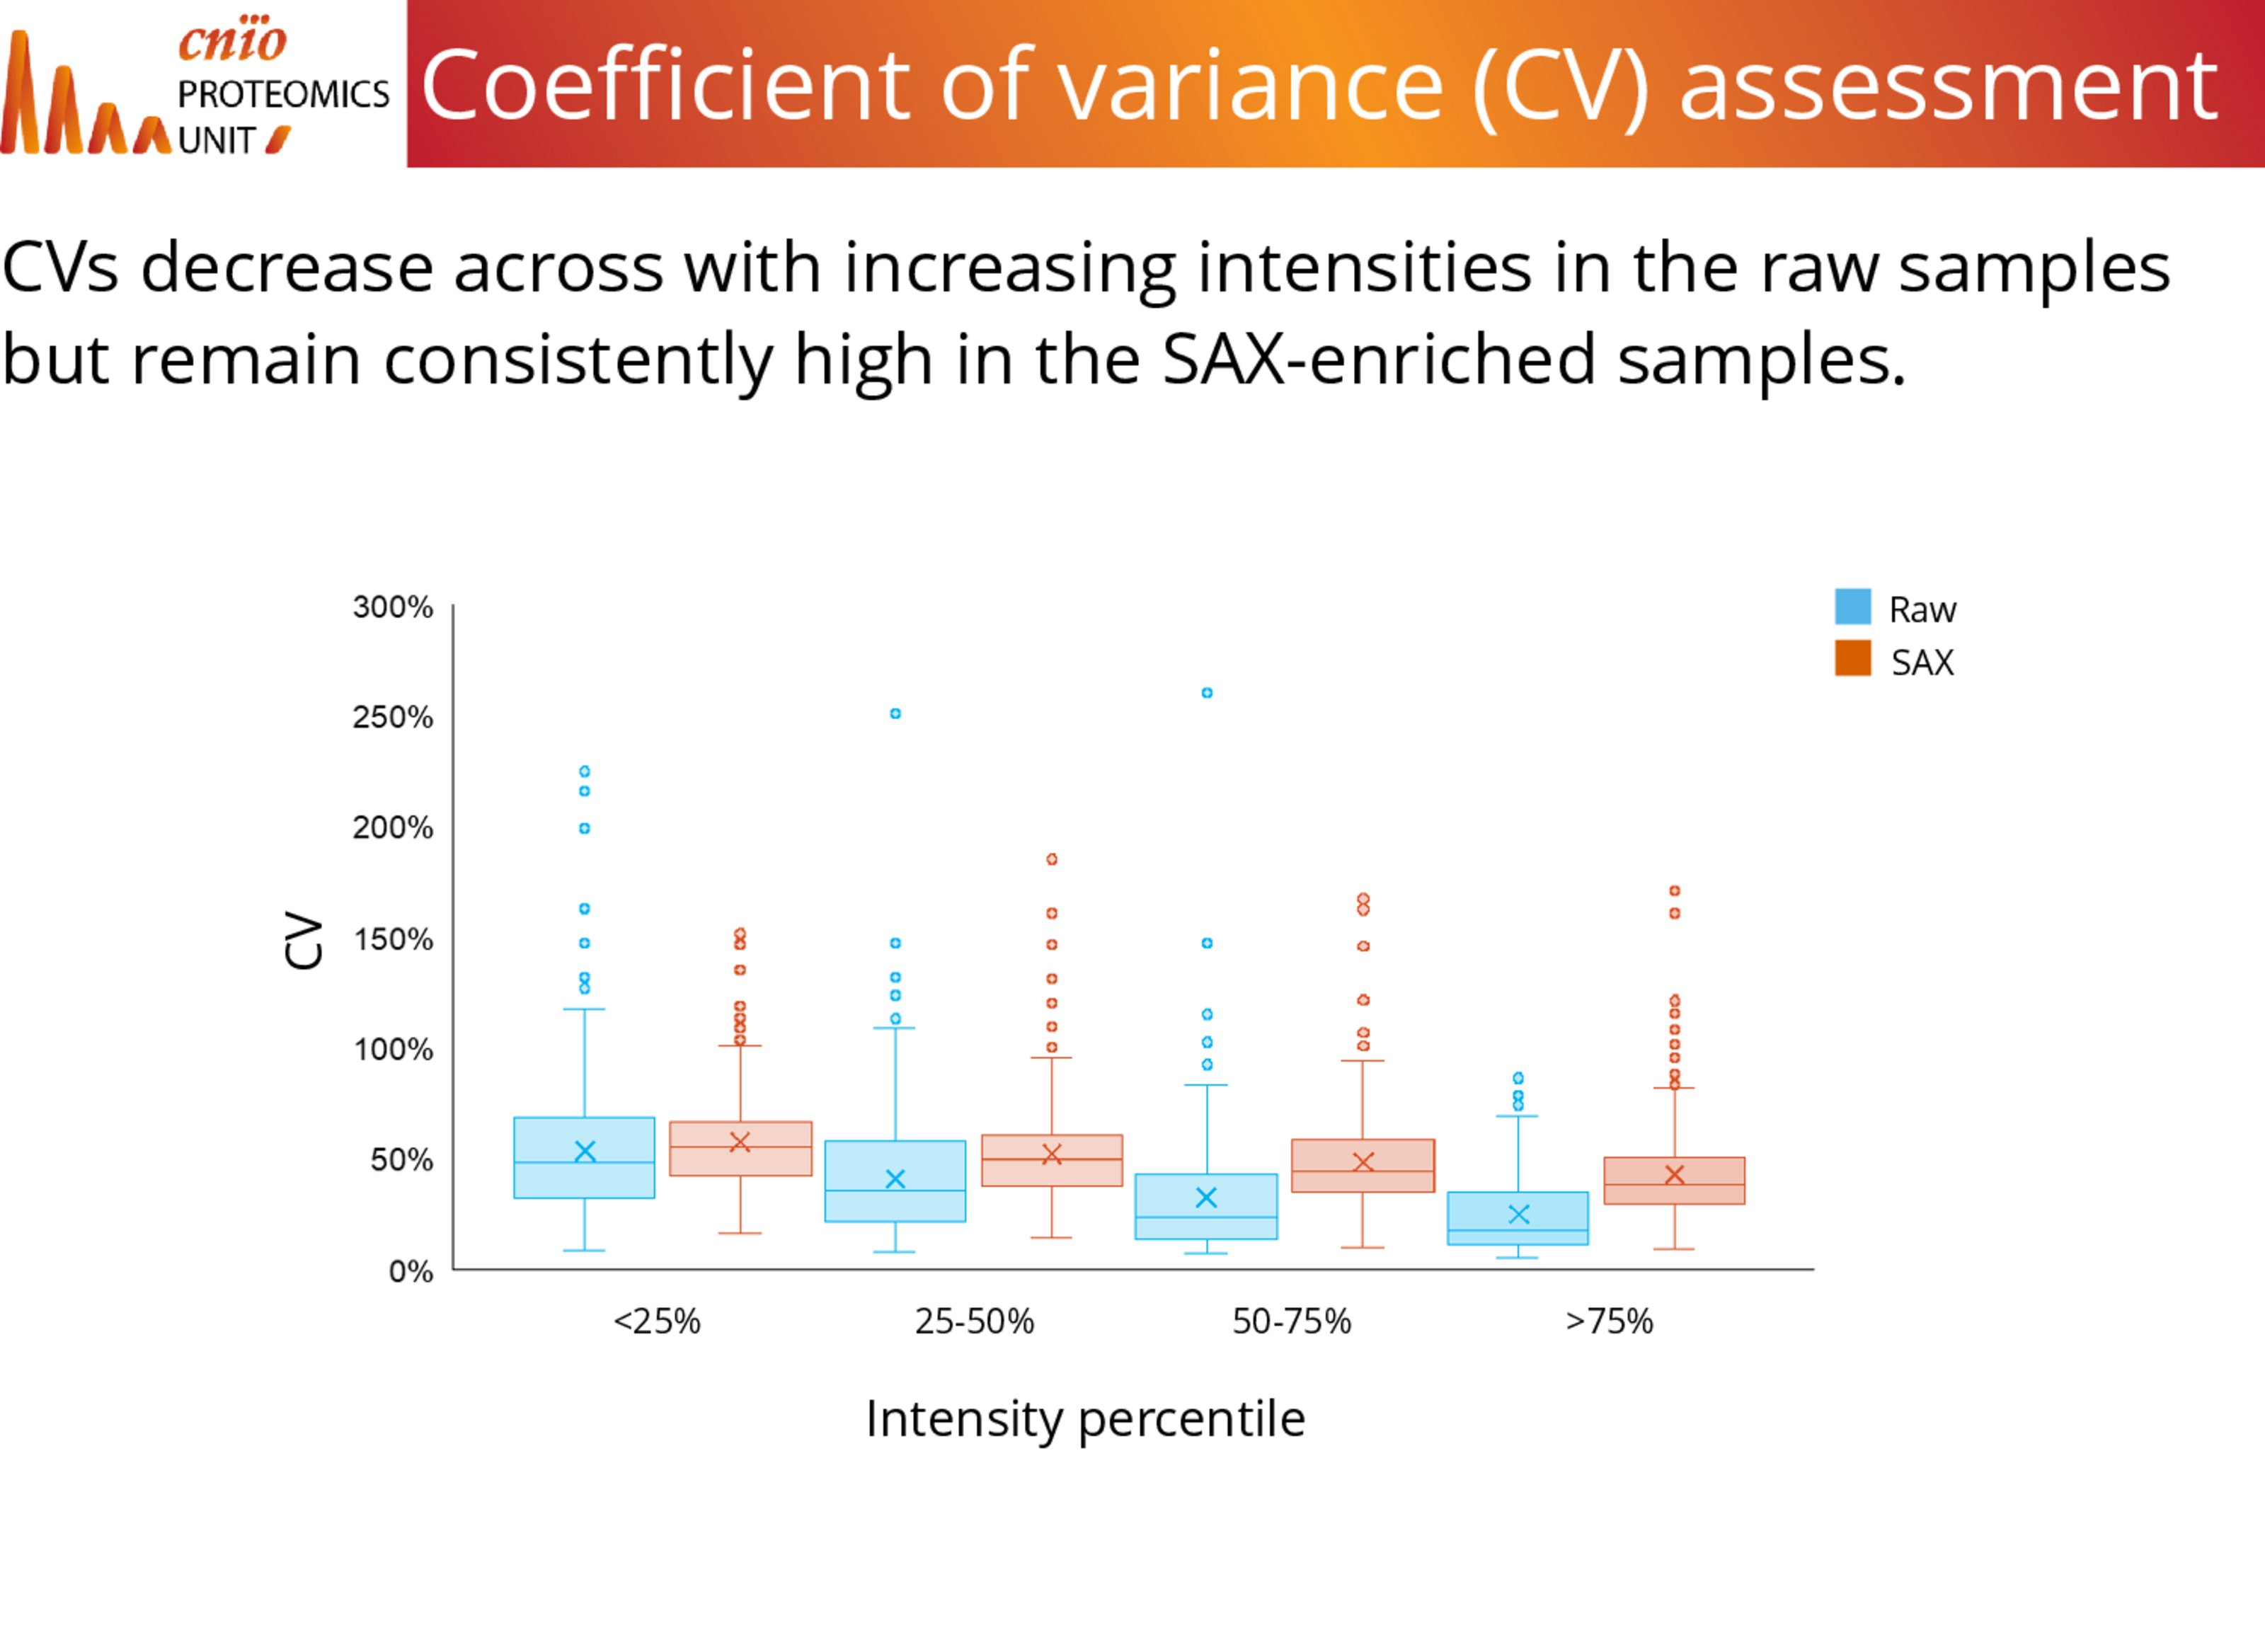 cnio
PROTEOMICS
UNIT
Coefficient of variance (CV) assessment
CVs decrease across with increasing intensities in the raw samples
but remain consistently high in the SAX-enriched samples.
300%
250%
200%
150%
100%
50%
0%
CV
Raw
SAX
<25%
25-50%
50-75%
>75%
Intensity percentile